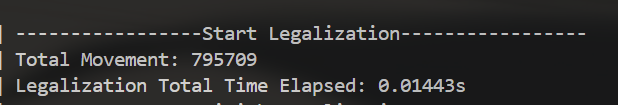 | -----------------Start Legalization-----------------
| Total Movement: 795709
| Legalization Total Time Elapsed: 0.01443s